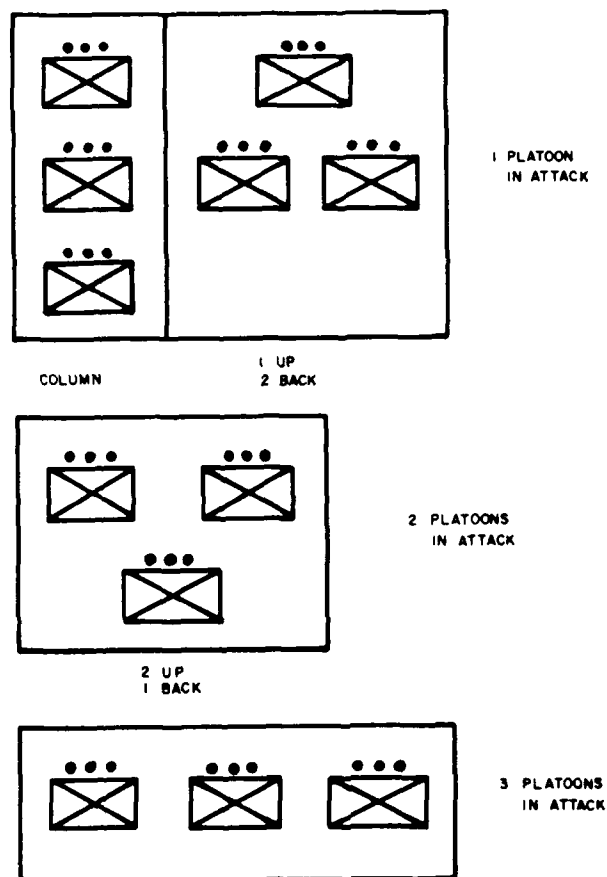 1 PLATOON
IN ATTACK
COLUMN
1 UP
2 BACK
2 PLATOONS
IN ATTACK
2 UP
1 BACK
3 PLATOONS
IN ATTACK